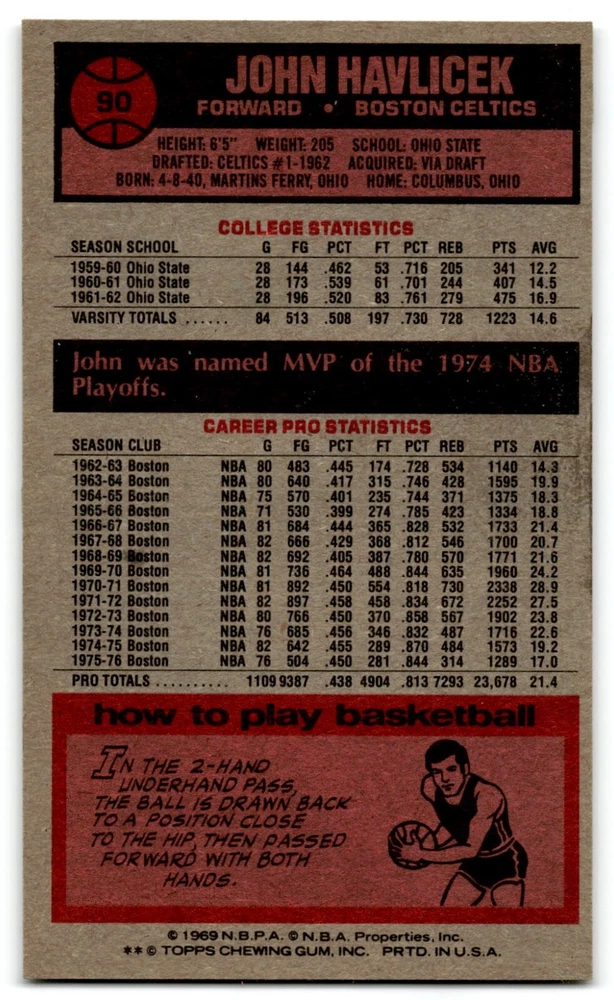 90
JOHN HAVLICEK
FORWARD • BOSTON CELTICS
HEIGHT: 6'5" WEIGHT: 205 SCHOOL: OHIO STATE
DRAFTED: CELTICS #1-1962 ACQUIRED: VIA DRAFT
BORN: 4-8-40, MARTINS FERRY, OHIO HOME: COLUMBUS, OHIO
COLLEGE STATISTICS
SEASON SCHOOL G FG PCT FT PCT REB PTS AVG
1959-60 Ohio State 28 144 .462 53 .716 205 341 12.2
1960-61 Ohio State 28 173 .539 61 .701 244 407 14.5
1961-62 Ohio State 28 196 .520 83 .761 279 475 16.9
VARSITY TOTALS ...... 84 513 .508 197 .730 728 1223 14.6
John was named MVP of the 1974 NBA
Playoffs.
CAREER PRO STATISTICS
SEASON CLUB G FG PCT FT PCT REB PTS AVG
1962-63 Boston NBA 80 483 .445 174 .728 534 1140 14.3
1963-64 Boston NBA 80 640 .417 315 .746 428 1595 19.9
1964-65 Boston NBA 75 570 .401 235 .744 371 1375 18.3
1965-66 Boston NBA 71 530 .399 274 .785 423 1334 18.8
1966-67 Boston NBA 81 684 .444 365 .828 532 1733 21.4
1967-68 Boston NBA 82 666 .429 368 .812 546 1700 20.7
1968-69 Boston NBA 82 692 .405 387 .780 570 1771 21.6
1969-70 Boston NBA 81 736 .464 488 .844 635 1960 24.2
1970-71 Boston NBA 81 892 .450 554 .818 730 2338 28.9
1971-72 Boston NBA 82 897 .458 458 .834 672 2252 27.5
1972-73 Boston NBA 80 766 .450 370 .858 567 1902 23.8
1973-74 Boston NBA 76 685 .456 346 .832 487 1716 22.6
1974-75 Boston NBA 82 642 .455 289 .870 484 1573 19.2
1975-76 Boston NBA 76 504 .450 281 .844 314 1289 17.0
PRO TOTALS .......... 1109 9387 .438 4904 .813 7293 23,678 21.4
how to play basketball
IN THE 2-HAND
UNDERHAND PASS,
THE BALL IS DRAWN BACK
TO A POSITION CLOSE
TO THE HIP, THEN PASSED
FORWARD WITH BOTH
HANDS.
© 1969 N.B.P.A. © N.B.A. Properties, Inc.
** © TOPPS CHEWING GUM, INC. PRTD. IN U.S.A.